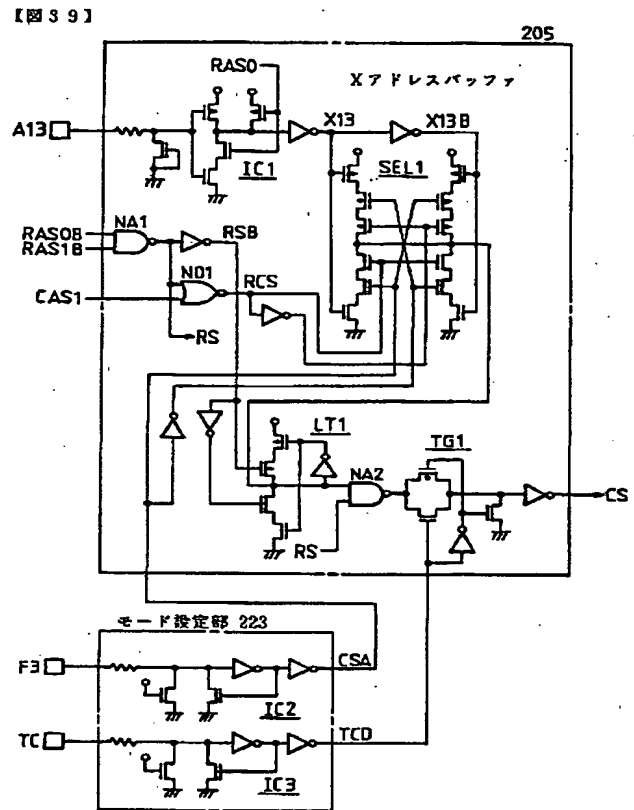 【図39】
205
RAS0
Xアドレスバッファ
A13
X13
X13B
IC1
SEL1
RAS0B
RAS1B
NA1
RSB
NO1
RCS
CAS1
RS
LT1
TG1
NA2
CS
RS
モード設定部 223
F3
CSA
IC2
TC
TCD
IC3